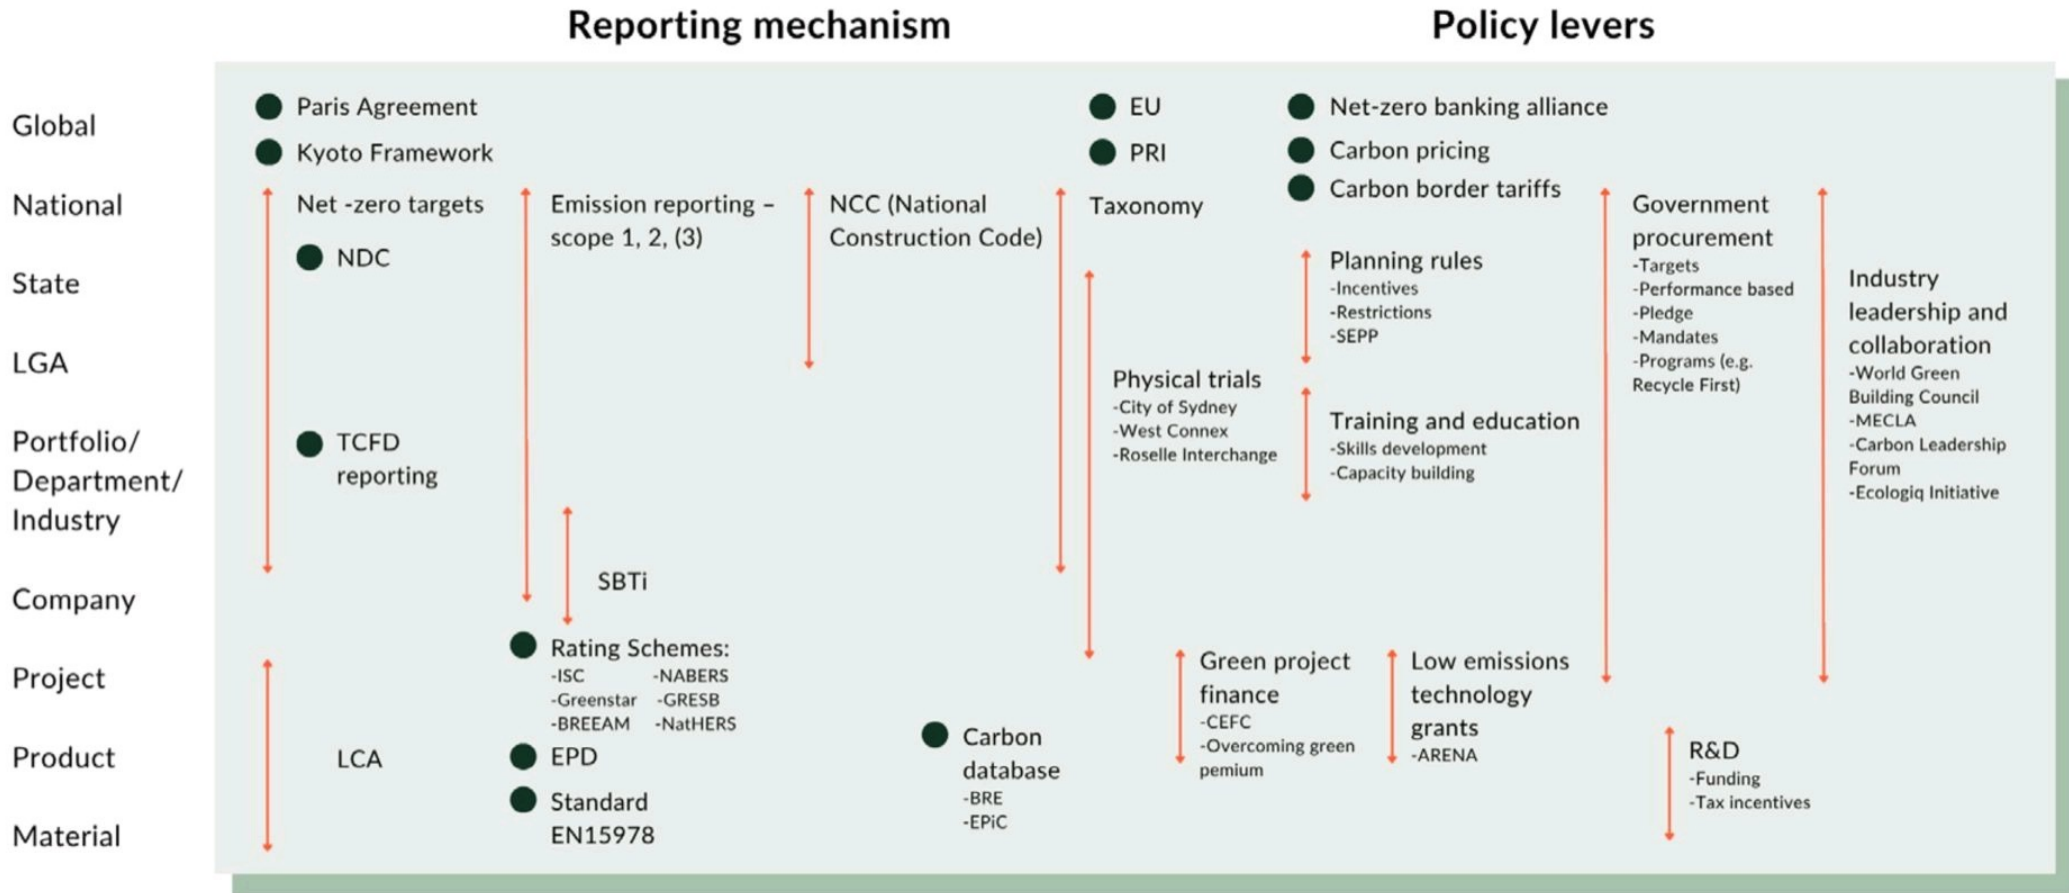 Reporting mechanism
Policy levers
Global
National
State
LGA
Portfolio/
Department/
Industry
Company
Project
Product
Material
Paris Agreement
Kyoto Framework
Net -zero targets
NDC
TCFD
reporting
LCA
Emission reporting –
scope 1, 2, (3)
SBTi
Rating Schemes:
-ISC -NABERS
-Greenstar -GRESB
-BREEAM -NatHERS
EPD
Standard
EN15978
NCC (National
Construction Code)
Carbon
database
-BRE
-EPiC
EU
PRI
Taxonomy
Physical trials
-City of Sydney
-West Connex
-Roselle Interchange
Green project
finance
-CEFC
-Overcoming green
pemium
Net-zero banking alliance
Carbon pricing
Carbon border tariffs
Planning rules
-Incentives
-Restrictions
-SEPP
Training and education
-Skills development
-Capacity building
Low emissions
technology
grants
-ARENA
Government
procurement
-Targets
-Performance based
-Pledge
-Mandates
-Programs (e.g.
Recycle First)
R&D
-Funding
-Tax incentives
Industry
leadership and
collaboration
-World Green
Building Council
-MECLA
-Carbon Leadership
Forum
-Ecologiq Initiative